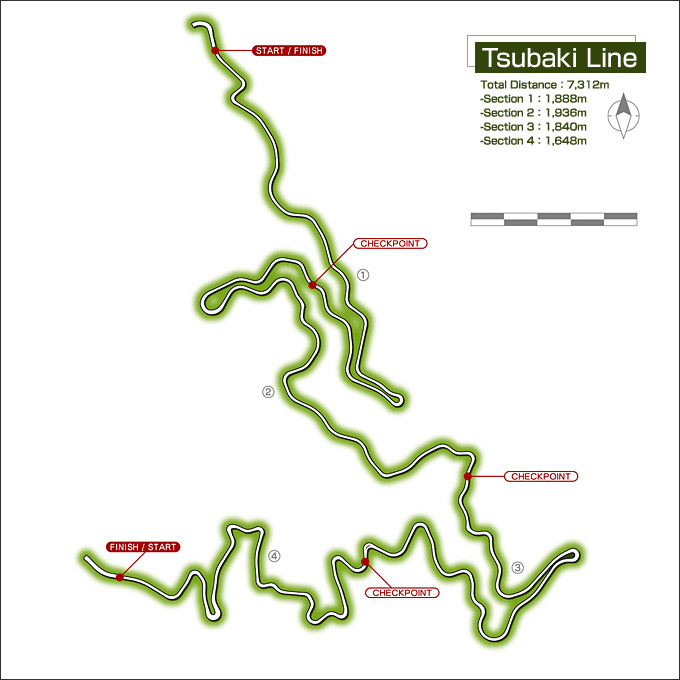 Tsubaki Line
Total Distance : 7,312m
-Section 1 : 1,888m
-Section 2 : 1,936m
-Section 3 : 1,840m
-Section 4 : 1,648m
START / FINISH
CHECKPOINT
①
②
CHECKPOINT
③
FINISH / START
④
CHECKPOINT